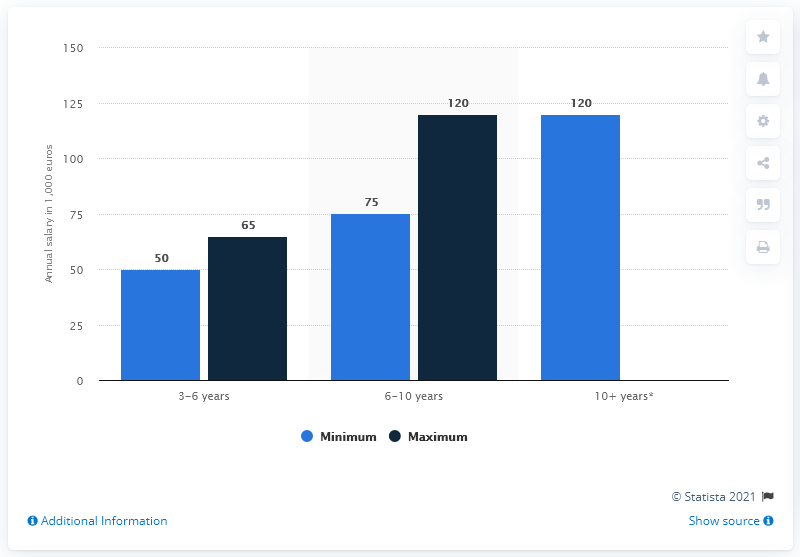 150
125
100
75
50
25
0
Annual salary in 1,000 euros
50
65
75
120
120
3–6 years
6–10 years
10+ years*
Minimum
Maximum
© Statista 2021
Additional Information
Show source